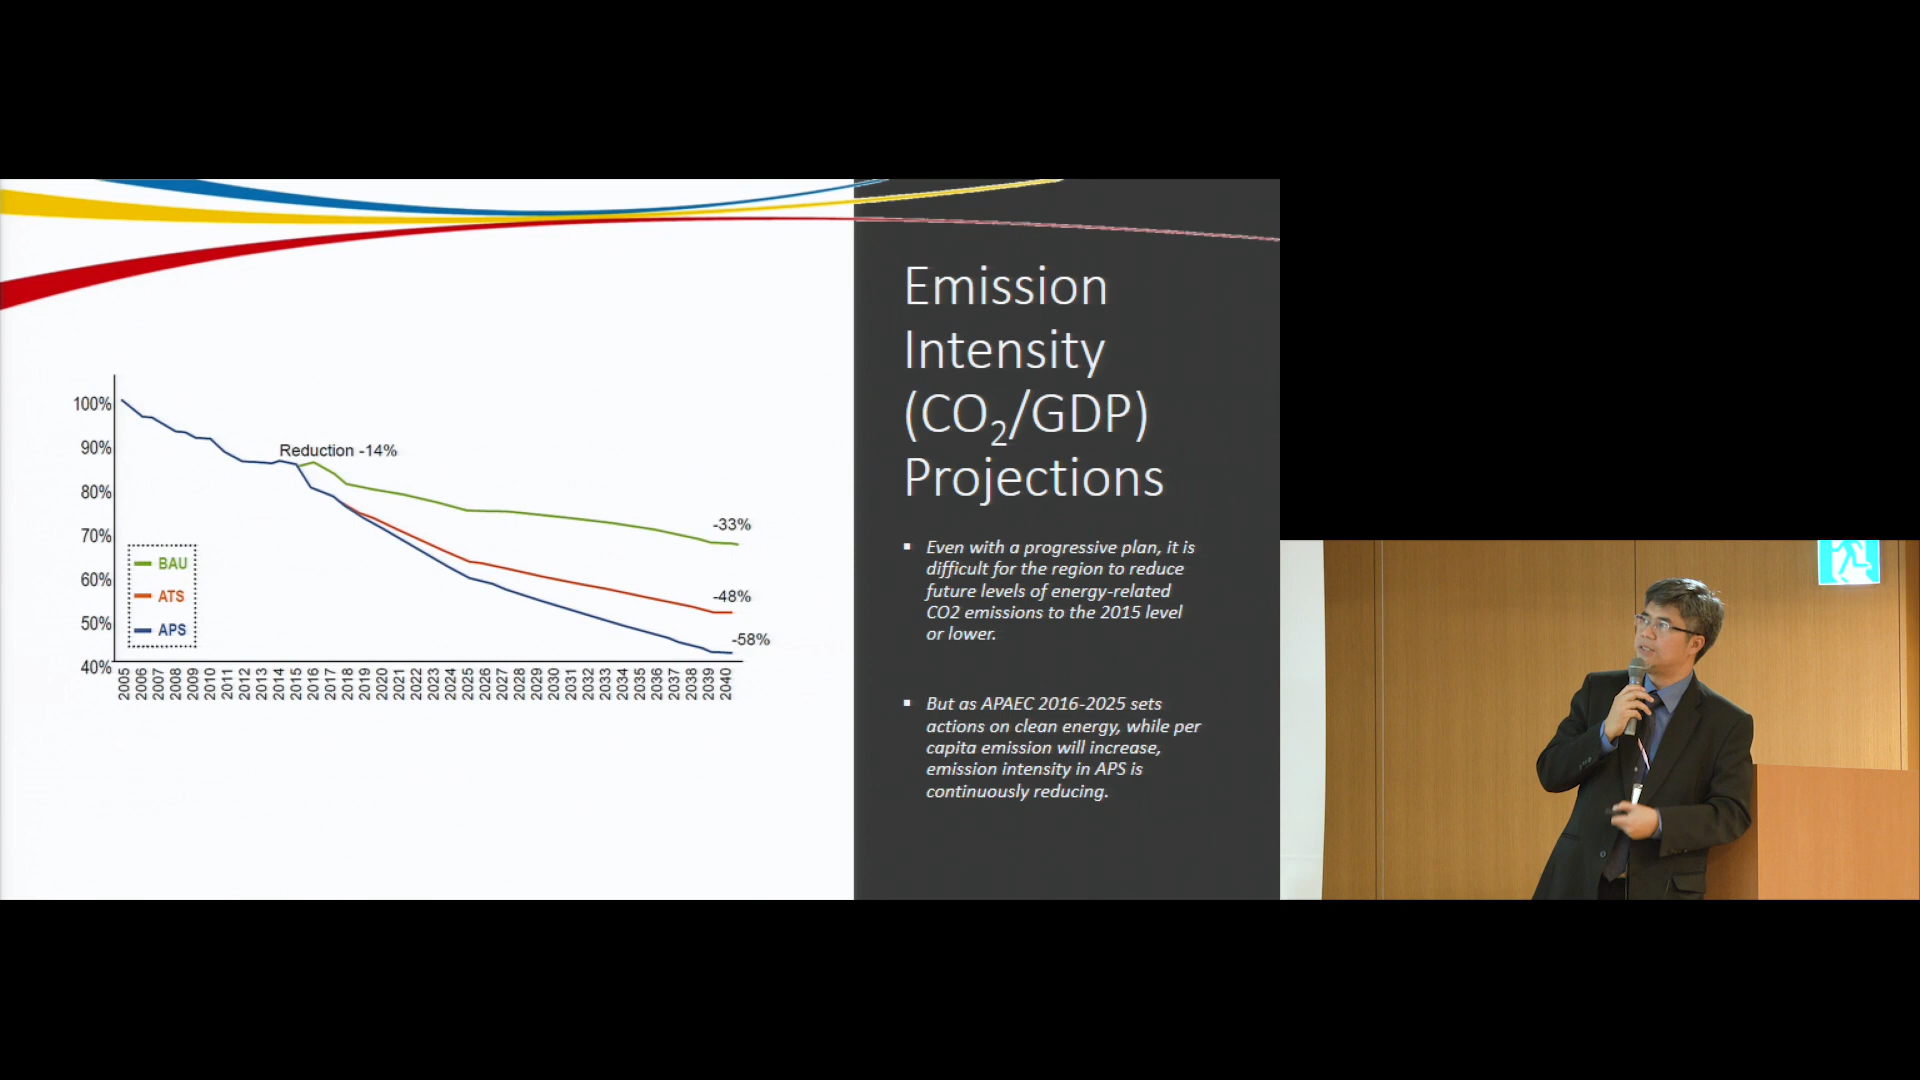 Emission
Intensity
(CO₂/GDP)
Projections
▪ Even with a progressive plan, it is
difficult for the region to reduce
future levels of energy-related
CO2 emissions to the 2015 level
or lower.
▪ But as APAEC 2016-2025 sets
actions on clean energy, while per
capita emission will increase,
emission intensity in APS is
continuously reducing.
100%
90%
80%
70%
60%
50%
40%
Reduction -14%
-33%
-48%
-58%
BAU
ATS
APS
2005 2006 2007 2008 2009 2010 2011 2012 2013 2014 2015 2016 2017 2018 2019 2020 2021 2022 2023 2024 2025 2026 2027 2028 2029 2030 2031 2032 2033 2034 2035 2036 2037 2038 2039 2040